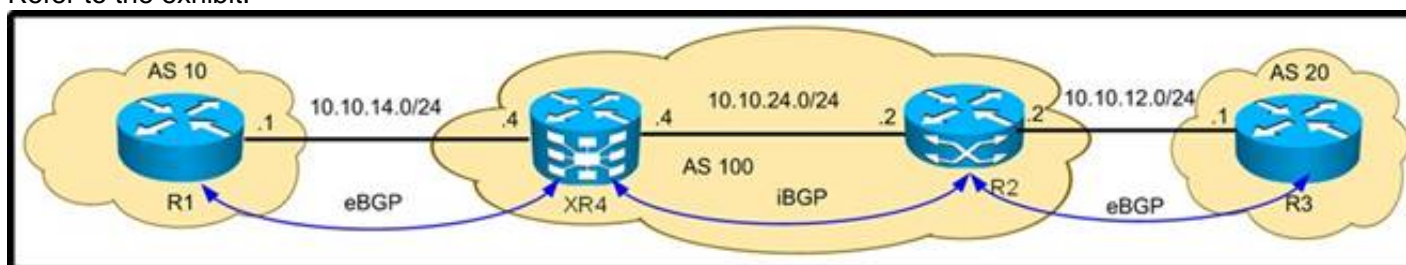 Refer to the exhibit.
AS 10
AS 20
10.10.14.0/24
10.10.24.0/24
10.10.12.0/24
.1
.4
.4
.2
.2
.1
AS 100
R1
eBGP
XR4
iBGP
R2
eBGP
R3